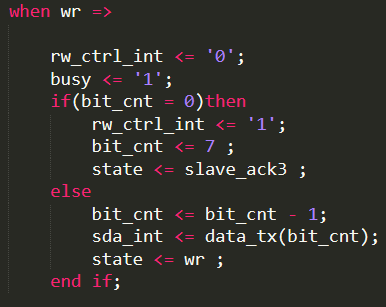 when wr =>
rw_ctrl_int <= '0';
busy <= '1';
if(bit_cnt = 0)then
rw_ctrl_int <= '1';
bit_cnt <= 7 ;
state <= slave_ack3 ;
else
bit_cnt <= bit_cnt - 1;
sda_int <= data_tx(bit_cnt);
state <= wr ;
end if;